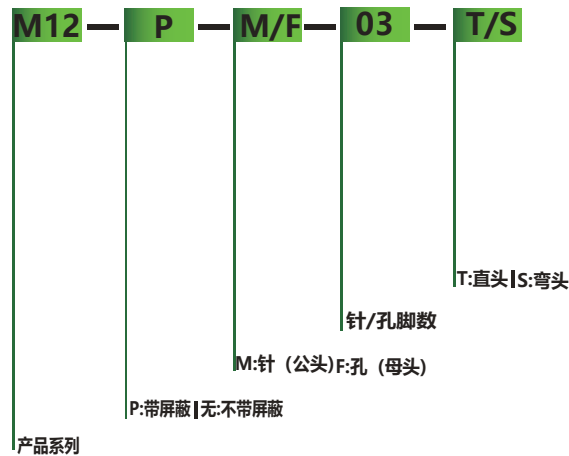 M12 — P — M/F — 03 — T/S
T:直头|S:弯头
针/孔脚数
M:针（公头）F:孔（母头）
P:带屏蔽|无:不带屏蔽
产品系列